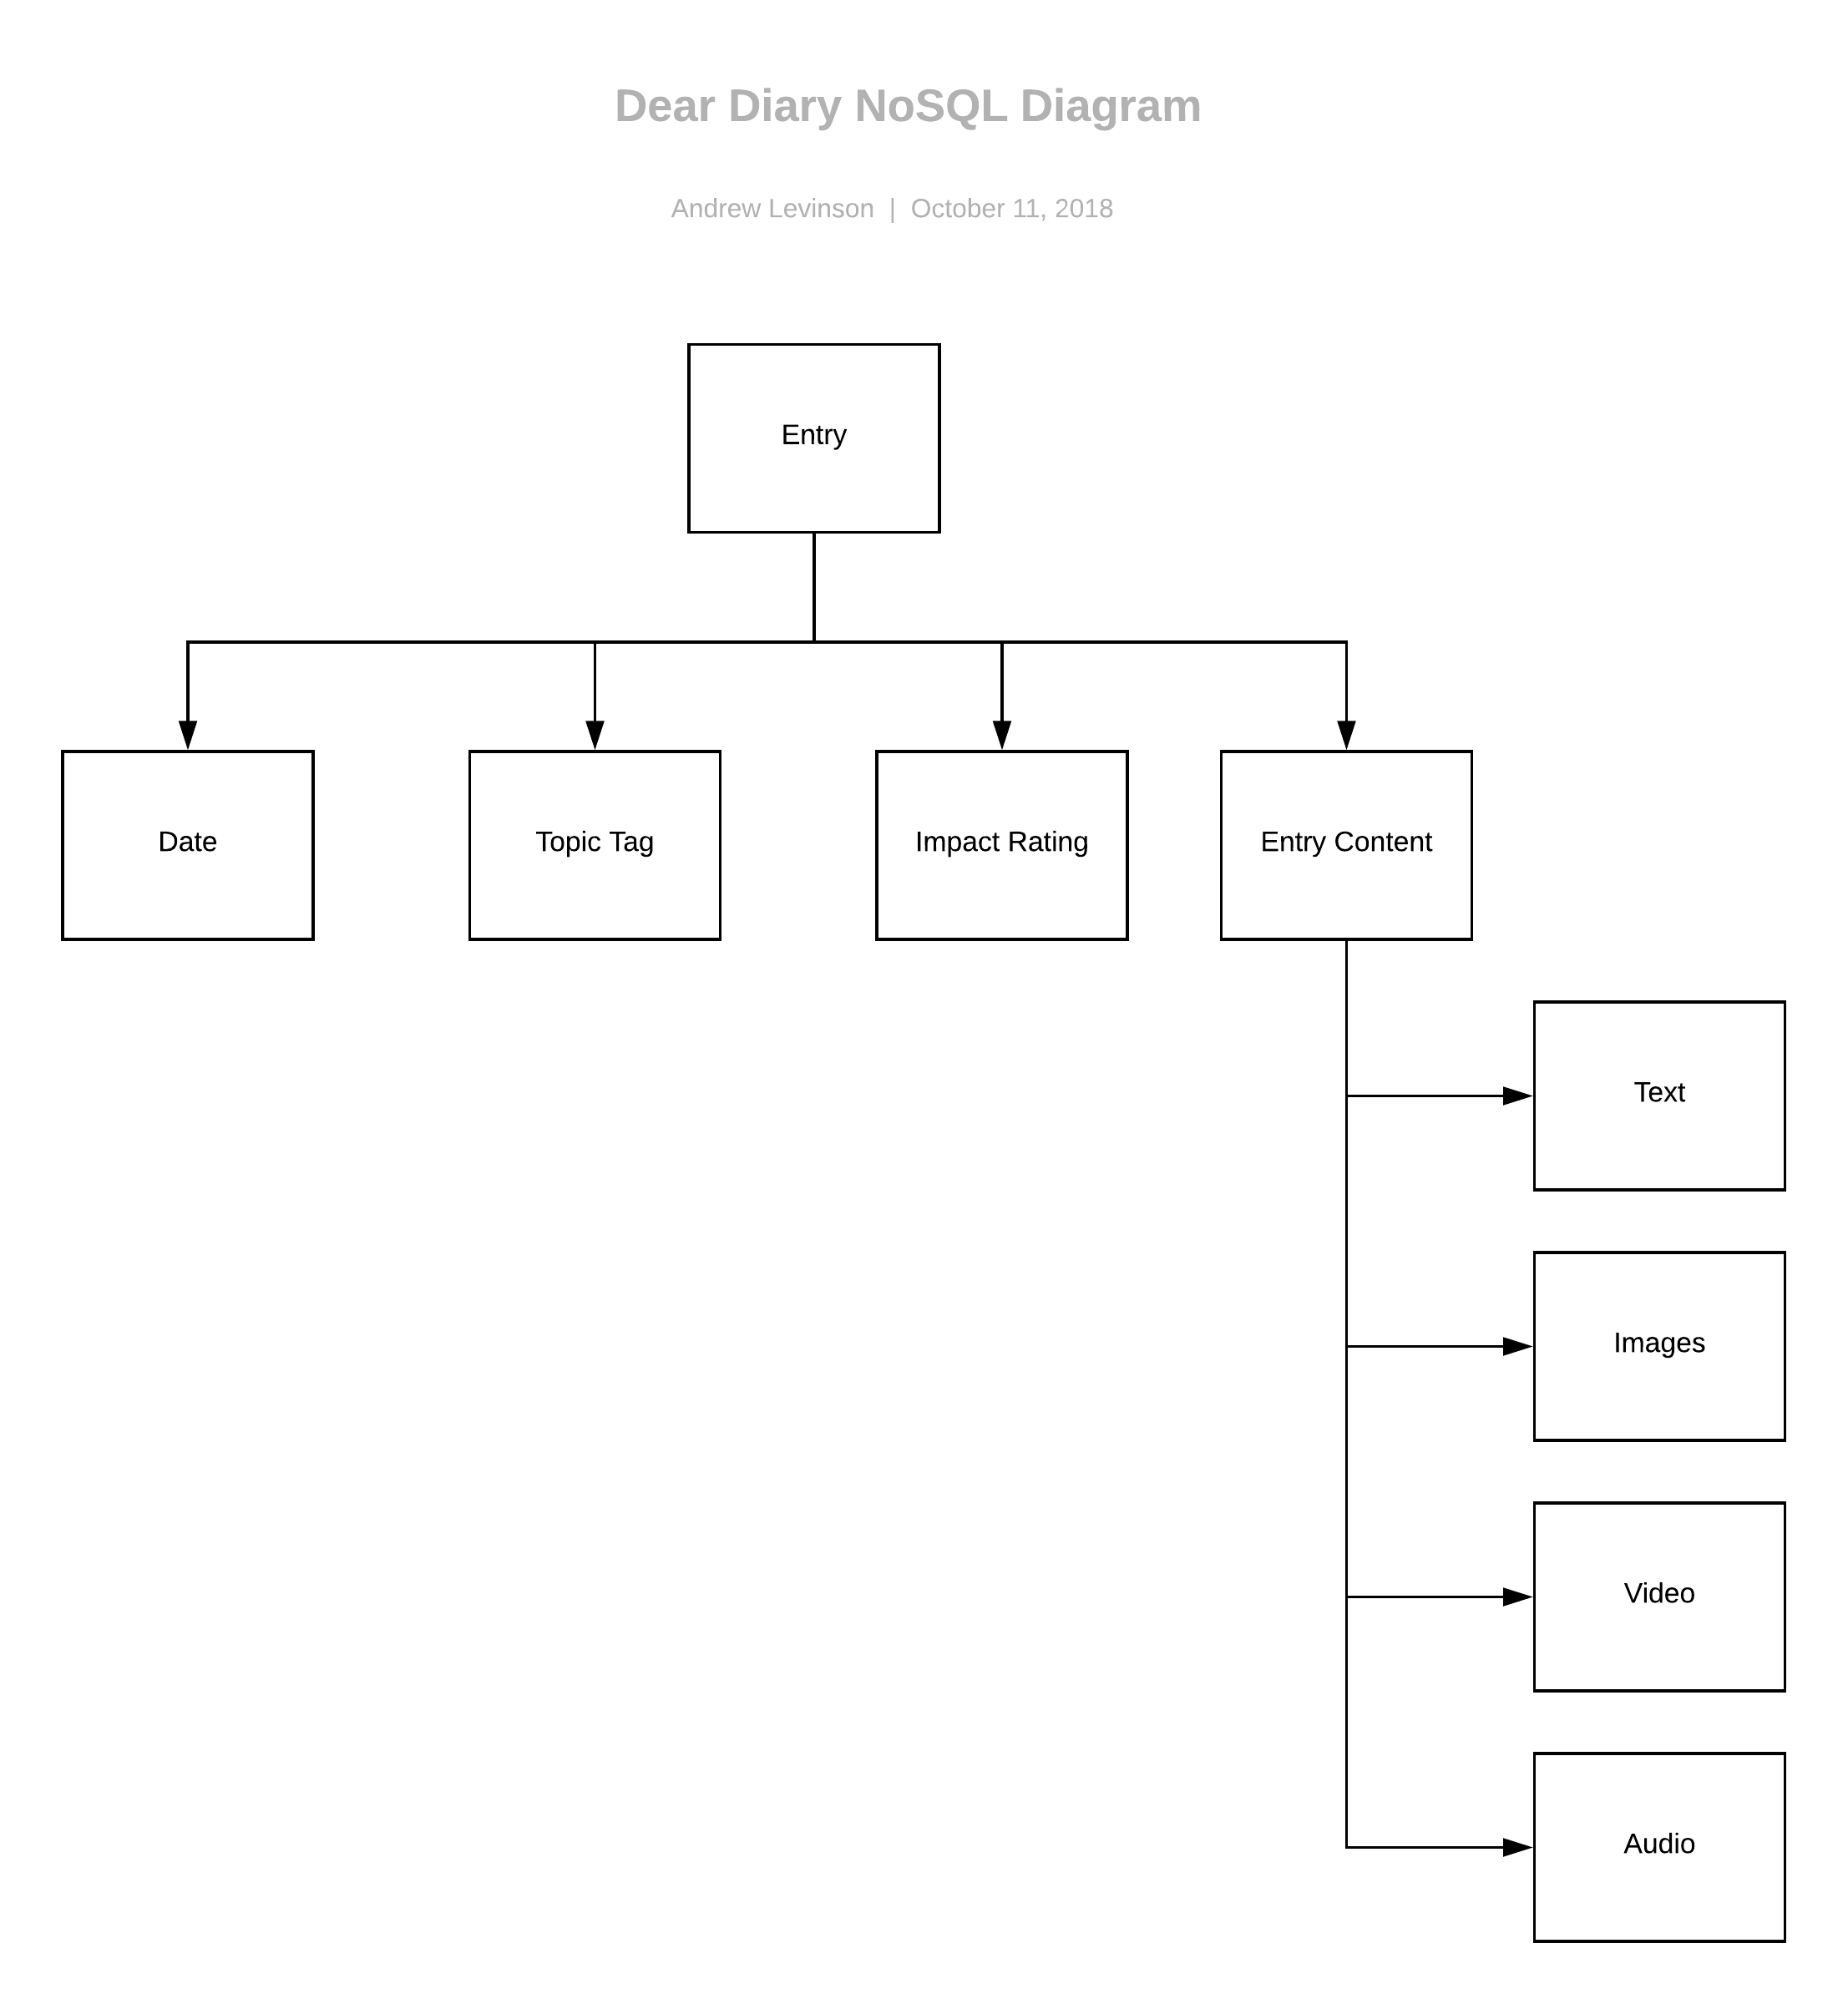 Dear Diary NoSQL Diagram
Andrew Levinson | October 11, 2018
Entry
Date
Topic Tag
Impact Rating
Entry Content
Text
Images
Video
Audio